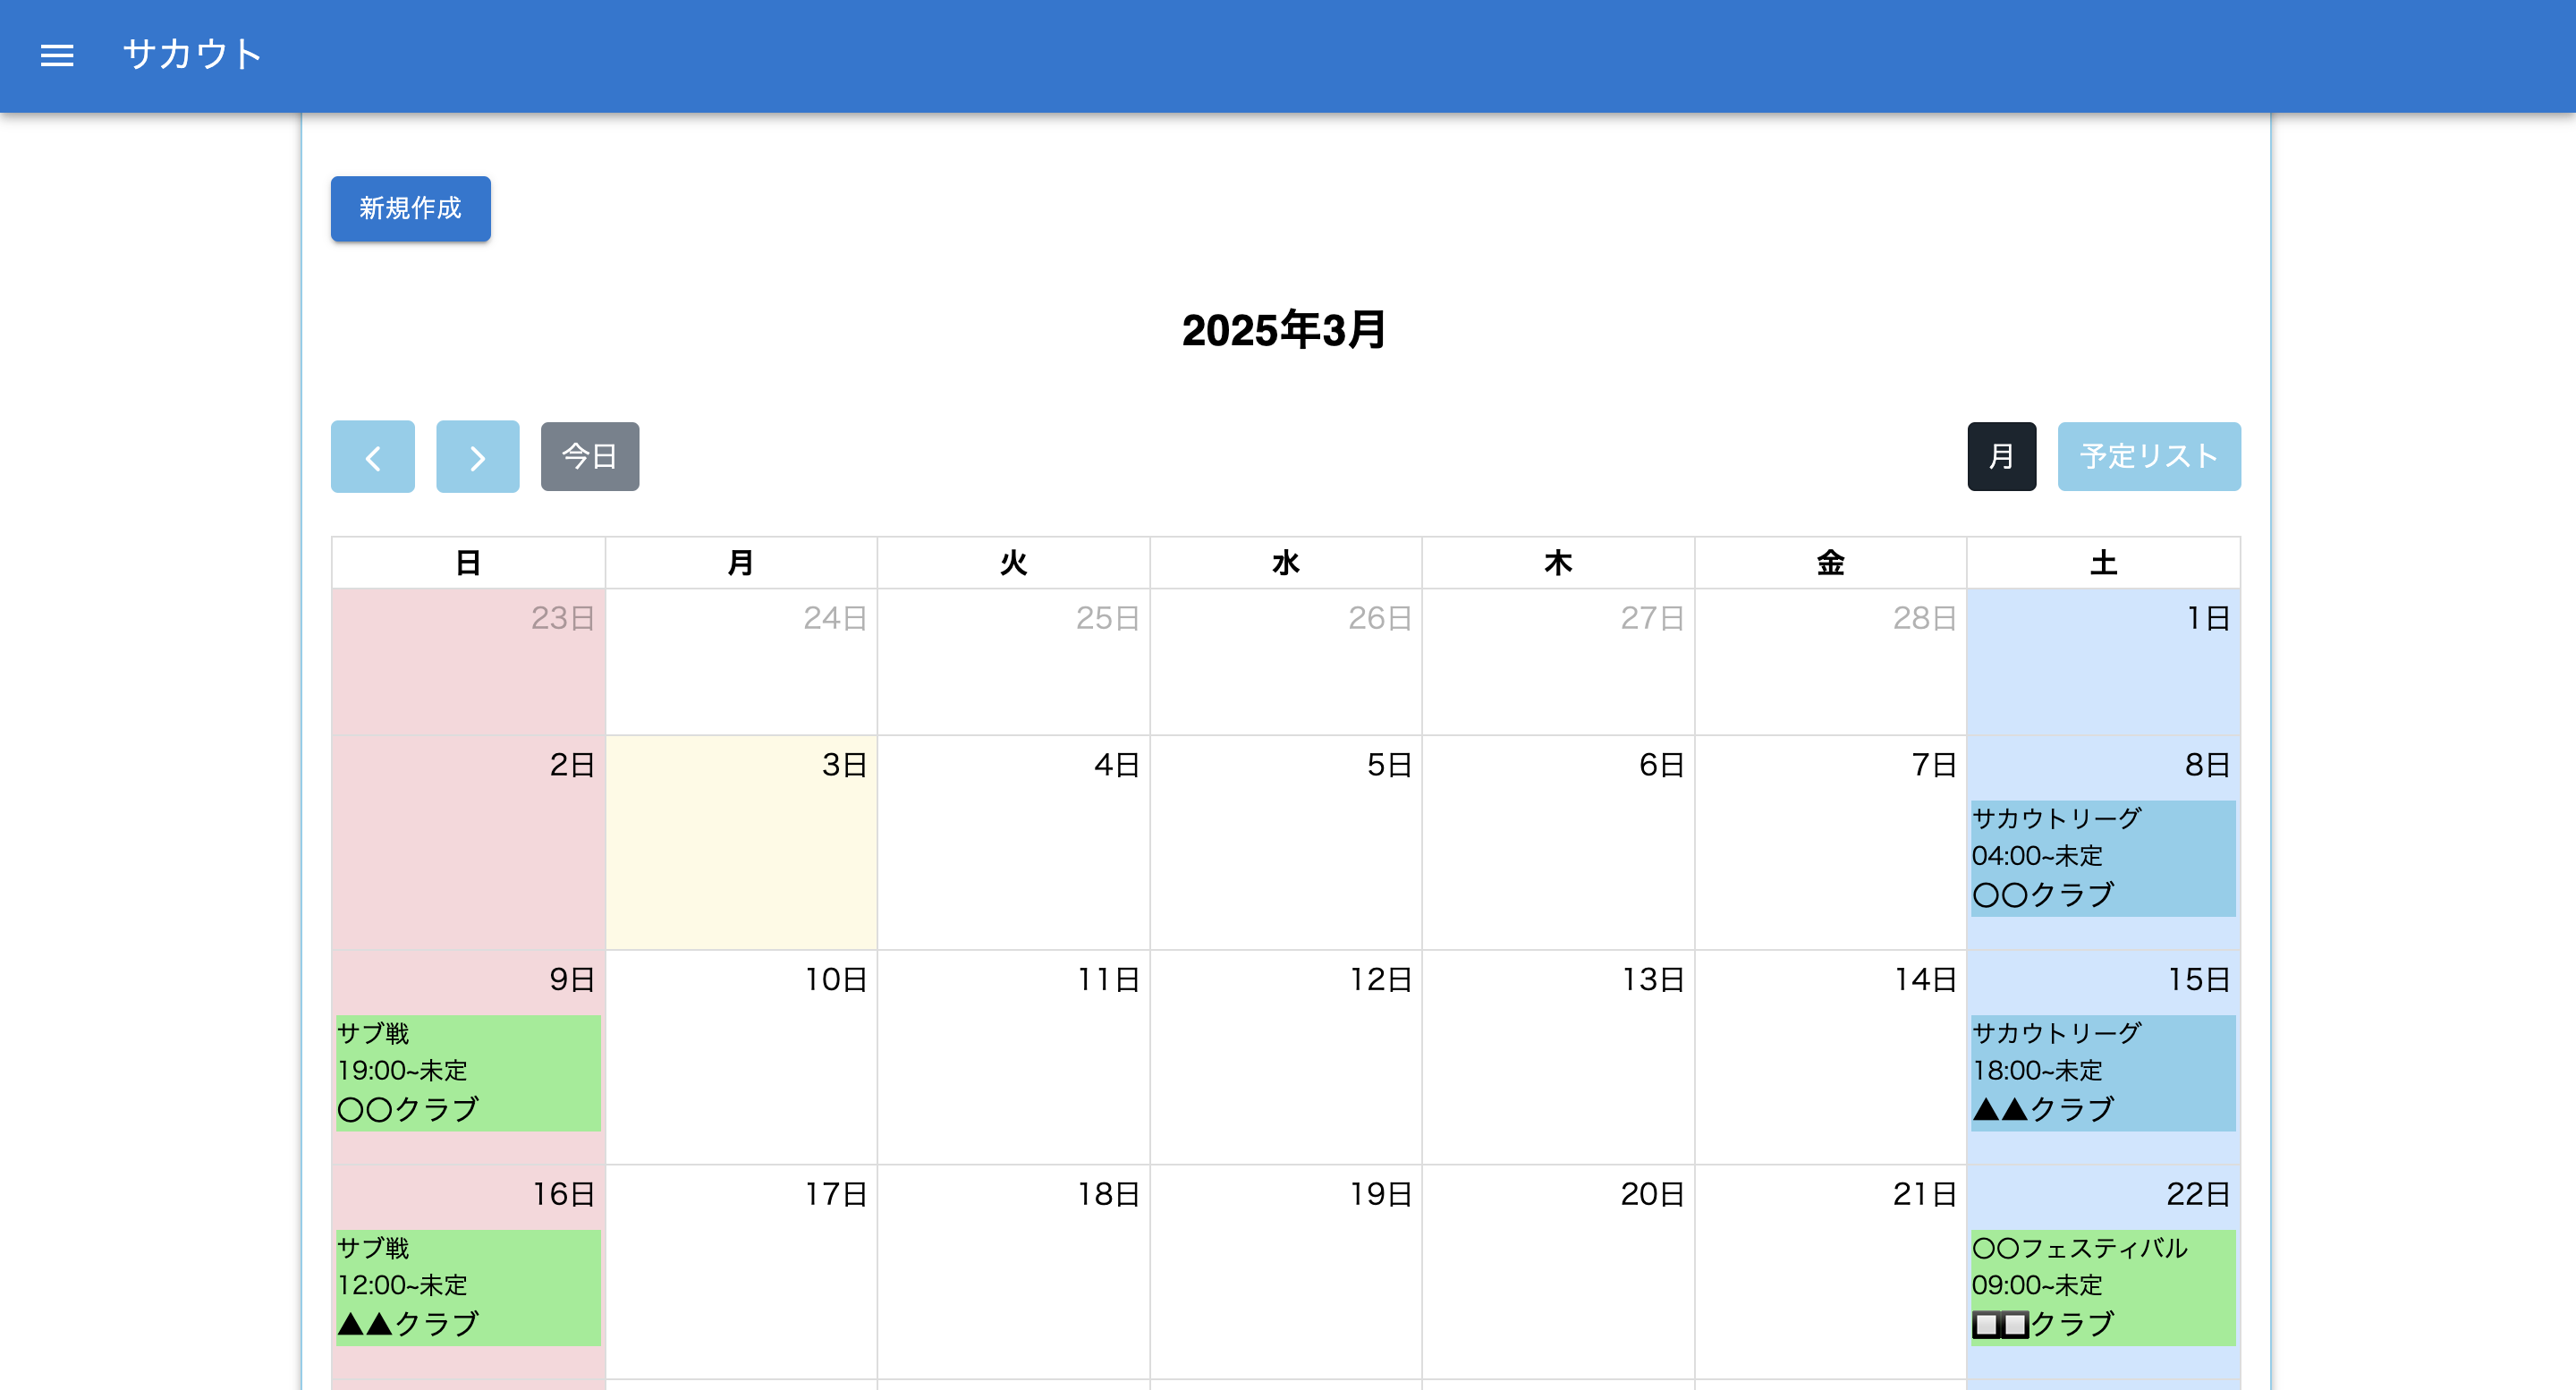 サカウト
新規作成
2025年3月
今日
月
予定リスト
日 月 火 水 木 金 土
23日 24日 25日 26日 27日 28日 1日
2日 3日 4日 5日 6日 7日 8日
サカウトリーグ
04:00~未定
〇〇クラブ
9日 10日 11日 12日 13日 14日 15日
サブ戦
19:00~未定
〇〇クラブ
サカウトリーグ
18:00~未定
▲▲クラブ
16日 17日 18日 19日 20日 21日 22日
サブ戦
12:00~未定
▲▲クラブ
〇〇フェスティバル
09:00~未定
🔲🔲クラブ